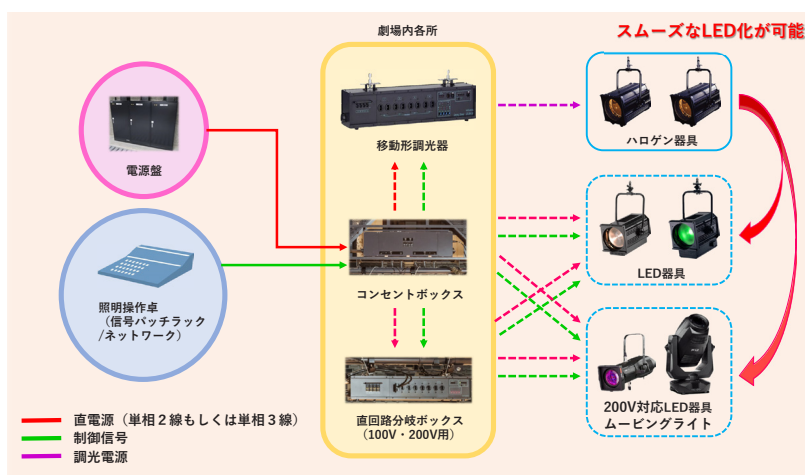 劇場内各所
スムーズなLED化が可能
電源盤
移動形調光器
ハロゲン器具
照明操作卓
（信号パッチラック
/ネットワーク）
コンセントボックス
LED器具
直回路分岐ボックス
（100V・200V用）
200V対応LED器具
ムービングライト
直電源（単相２線もしくは単相３線）
制御信号
調光電源